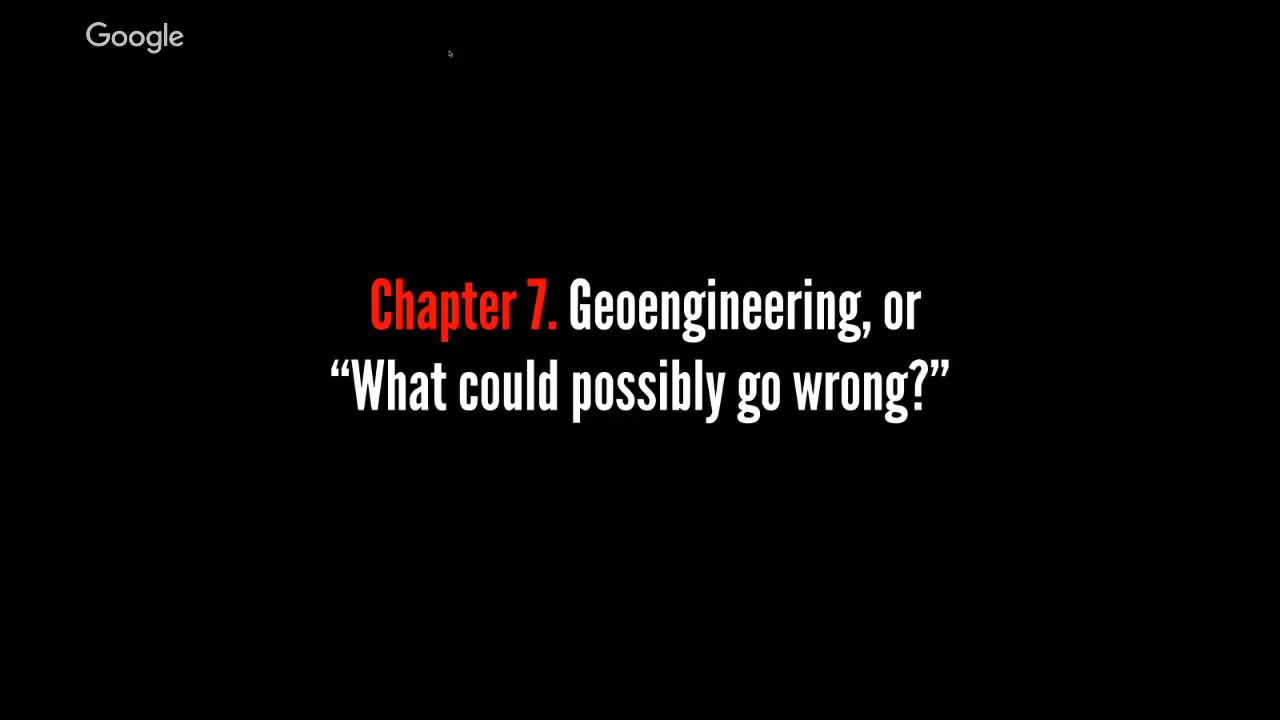 Google
Chapter 7. Geoengineering, or
“What could possibly go wrong?”